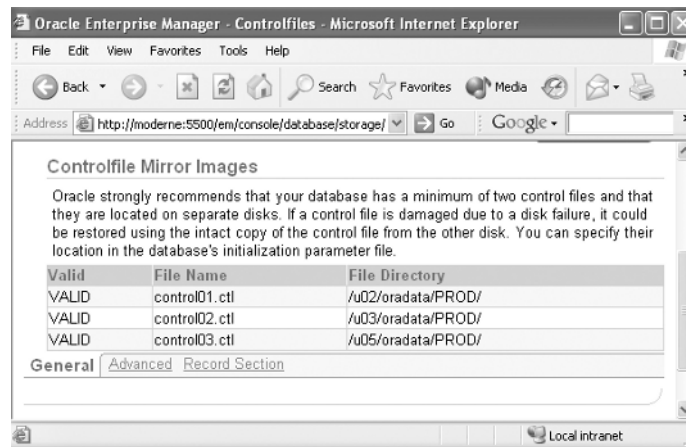 Oracle Enterprise Manager - Controlfiles - Microsoft Internet Explorer
File Edit View Favorites Tools Help
Back Search Favorites Media
Address http://moderne:5500/em/console/database/storage/ Go Google
Controlfile Mirror Images
Oracle strongly recommends that your database has a minimum of two control files and that
they are located on separate disks. If a control file is damaged due to a disk failure, it could
be restored using the intact copy of the control file from the other disk. You can specify their
location in the database's initialization parameter file.
Valid File Name File Directory
VALID control01.ctl /u02/oradata/PROD/
VALID control02.ctl /u03/oradata/PROD/
VALID control03.ctl /u05/oradata/PROD/
General Advanced Record Section
Local intranet